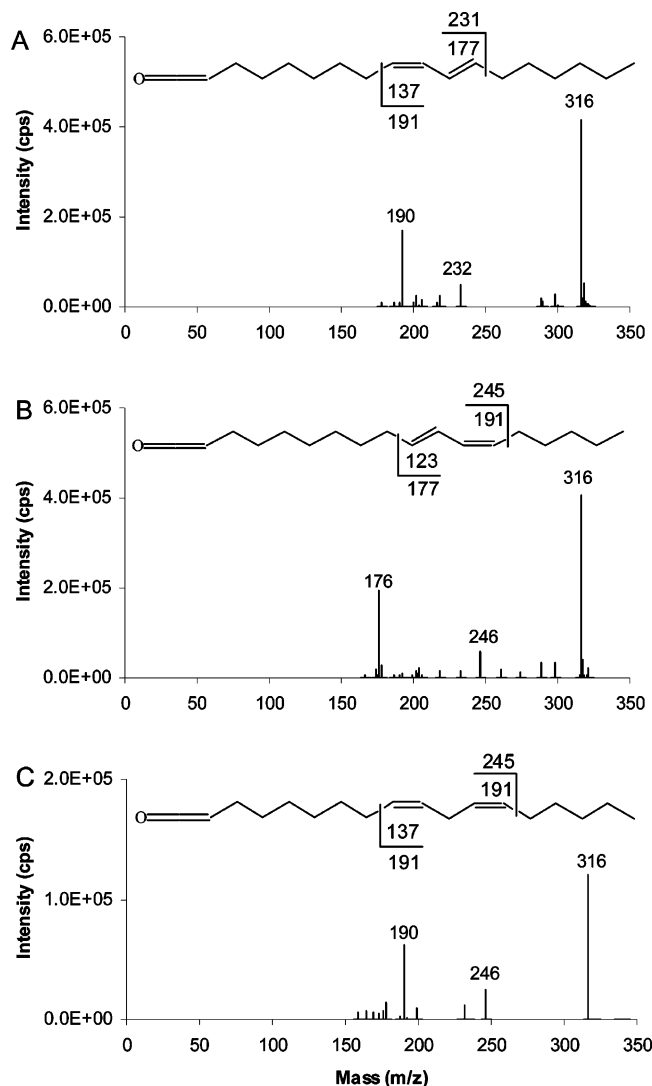 A
Intensity (cps)
6.0E+05
4.0E+05
2.0E+05
0.0E+00
O
231
177
137
191
316
190
232
0 50 100 150 200 250 300 350
B
Intensity (cps)
6.0E+05
4.0E+05
2.0E+05
0.0E+00
O
245
191
123
177
316
176
246
0 50 100 150 200 250 300 350
C
Intensity (cps)
2.0E+05
1.0E+05
0.0E+00
O
245
191
137
191
316
190
246
0 50 100 150 200 250 300 350
Mass (m/z)